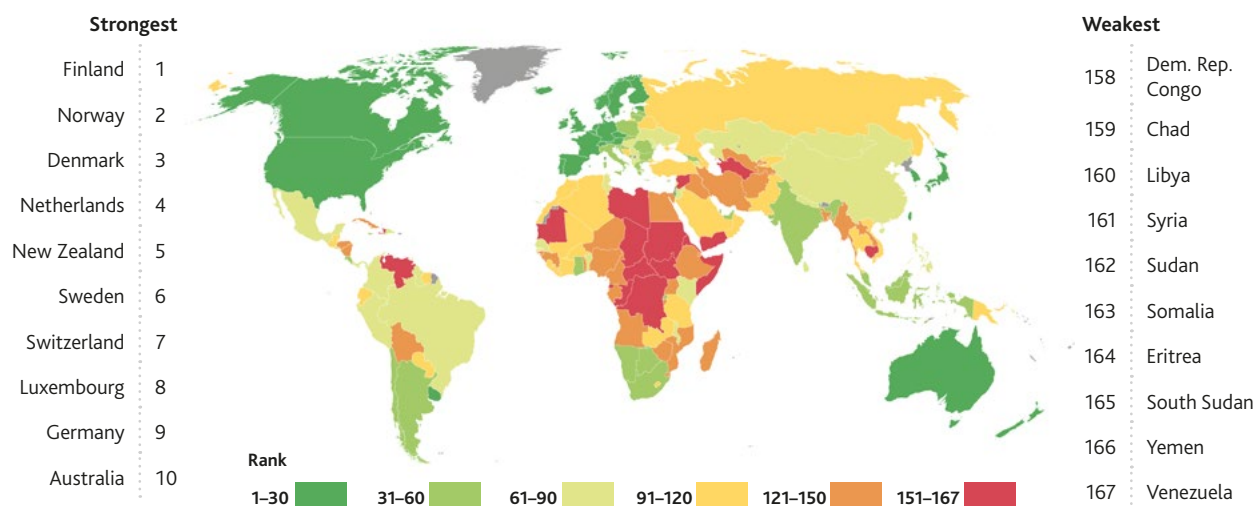 Strongest
Finland 1
Norway 2
Denmark 3
Netherlands 4
New Zealand 5
Sweden 6
Switzerland 7
Luxembourg 8
Germany 9
Australia 10
Rank
1–30
31–60
61–90
91–120
121–150
151–167
Weakest
158 Dem. Rep.
Congo
159 Chad
160 Libya
161 Syria
162 Sudan
163 Somalia
164 Eritrea
165 South Sudan
166 Yemen
167 Venezuela